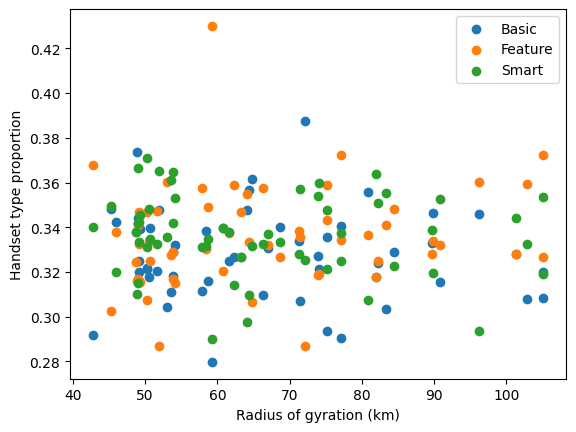 Basic
Feature
Smart
Handset type proportion
0.42
0.40
0.38
0.36
0.34
0.32
0.30
0.28
40 50 60 70 80 90 100
Radius of gyration (km)